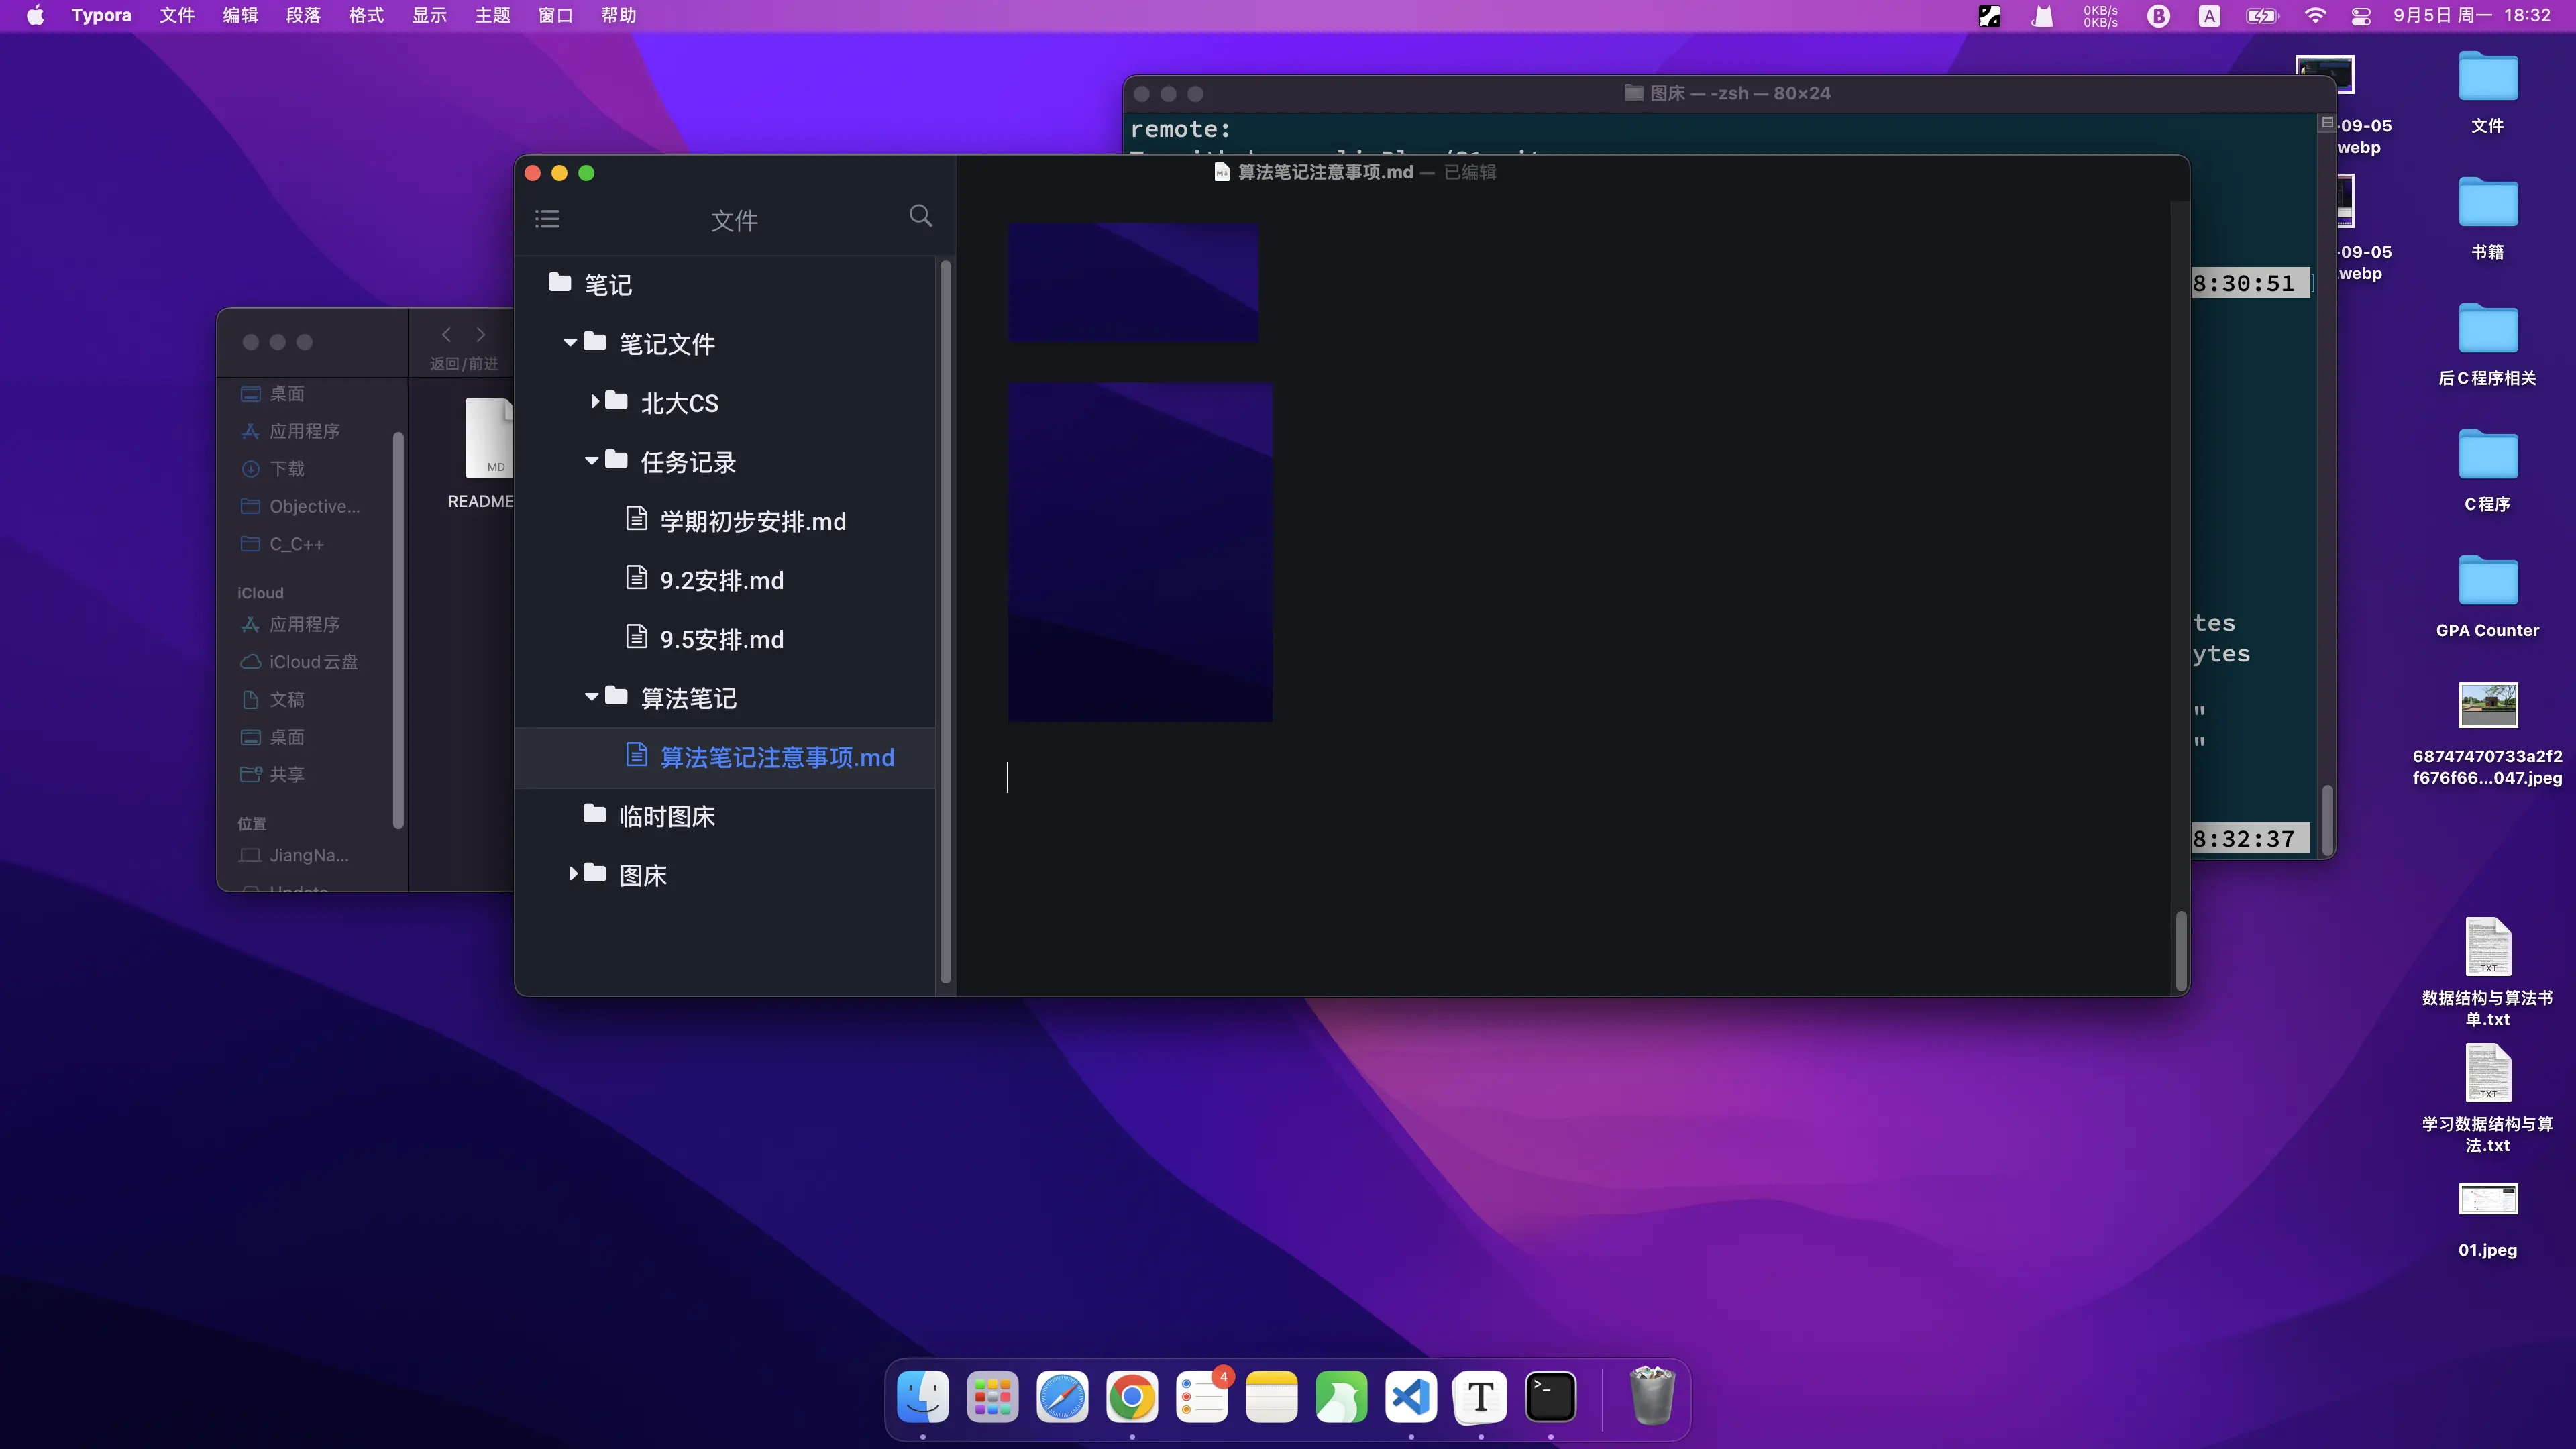 Typora 文件 编辑 段落 格式 显示 主题 窗口 帮助
0KB/s
0KB/s
B
A
9月5日 周一 18:32
图床 — -zsh — 80×24
remote:
8:30:51
tes
ytes
"
"
8:32:37
算法笔记注意事项.md — 已编辑
文件
笔记
笔记文件
北大CS
任务记录
学期初步安排.md
9.2安排.md
9.5安排.md
算法笔记
算法笔记注意事项.md
临时图床
图床
返回/前进
桌面
应用程序
下载
Objective...
C_C++
iCloud
应用程序
iCloud云盘
文稿
桌面
共享
位置
JiangNa...
MD
README
-09-05
webp
-09-05
.webp
文件
书籍
后C程序相关
C程序
GPA Counter
68747470733a2f2
f676f66...047.jpeg
TXT
数据结构与算法书
单.txt
TXT
学习数据结构与算
法.txt
01.jpeg
4
T
>_